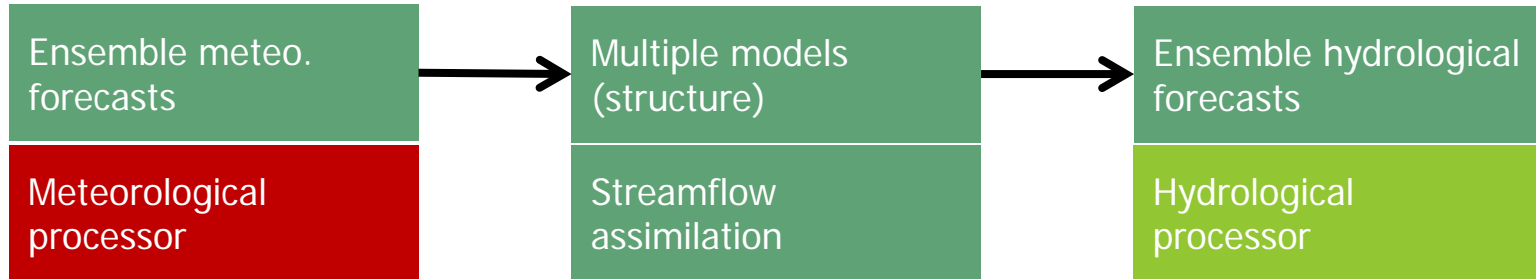 Ensemble meteo.
forecasts
Meteorological
processor
Multiple models
(structure)
Streamflow
assimilation
Ensemble hydrological
forecasts
Hydrological
processor